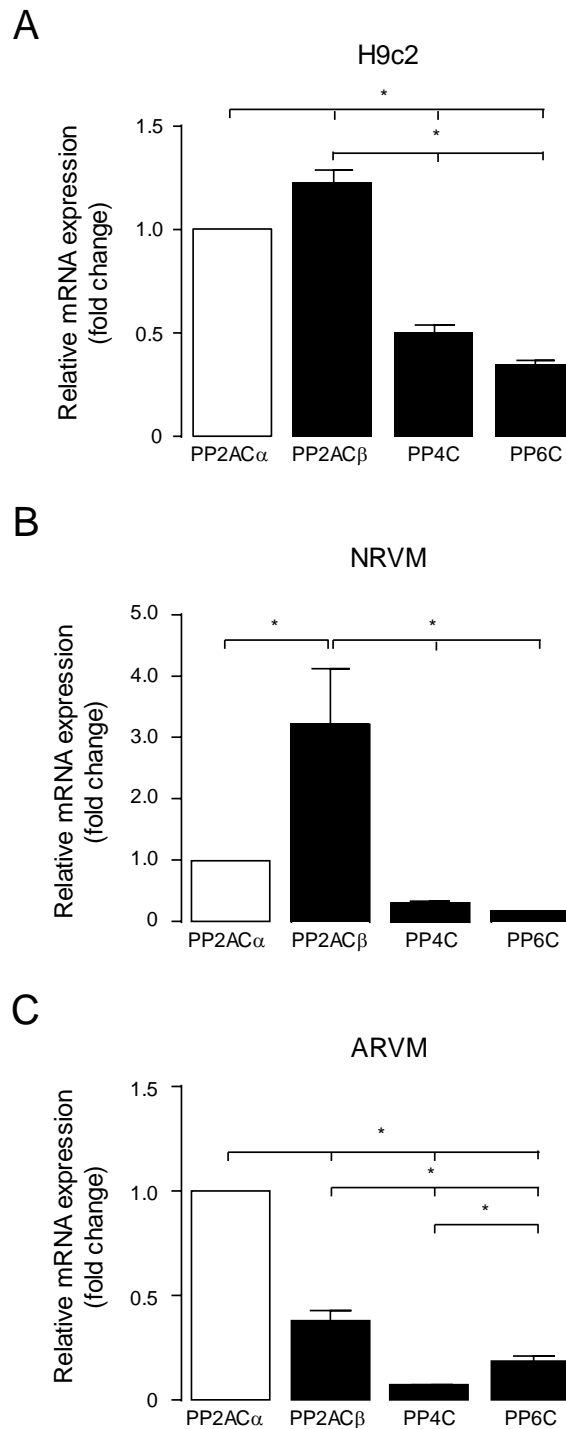 A
H9c2
*
*
1.5
1.0
0.5
0
Relative mRNA expression
(fold change)
PP2ACα PP2ACβ PP4C PP6C
B
NRVM
*
*
5.0
4.0
3.0
2.0
1.0
0
Relative mRNA expression
(fold change)
PP2ACα PP2ACβ PP4C PP6C
C
ARVM
*
*
*
1.5
1.0
0.5
0
Relative mRNA expression
(fold change)
PP2ACα PP2ACβ PP4C PP6C